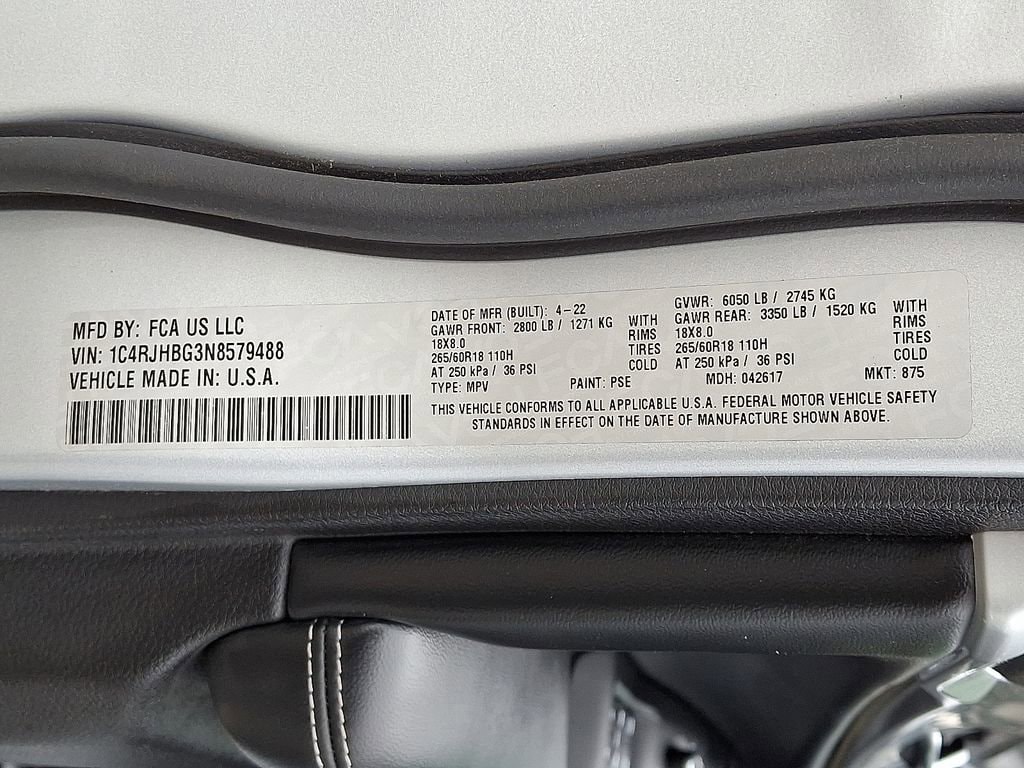 MFD BY: FCA US LLC
VIN: 1C4RJHBG3N8579488
VEHICLE MADE IN: U.S.A.
DATE OF MFR (BUILT): 4-22
GAWR FRONT: 2800 LB / 1271 KG WITH
18X8.0 RIMS
265/60R18 110H TIRES
AT 250 kPa / 36 PSI COLD
TYPE: MPV PAINT: PSE
GVWR: 6050 LB / 2745 KG
GAWR REAR: 3350 LB / 1520 KG WITH
18X8.0 RIMS
265/60R18 110H TIRES
AT 250 kPa / 36 PSI COLD
MDH: 042617 MKT: 875
THIS VEHICLE CONFORMS TO ALL APPLICABLE U.S.A. FEDERAL MOTOR VEHICLE SAFETY
STANDARDS IN EFFECT ON THE DATE OF MANUFACTURE SHOWN ABOVE.